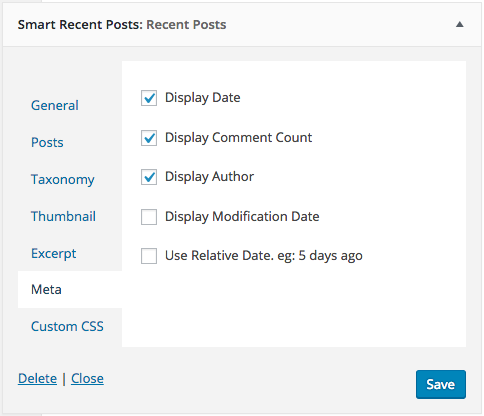 Smart Recent Posts: Recent Posts
General
Posts
Taxonomy
Thumbnail
Excerpt
Meta
Custom CSS
Display Date
Display Comment Count
Display Author
Display Modification Date
Use Relative Date. eg: 5 days ago
Delete | Close
Save